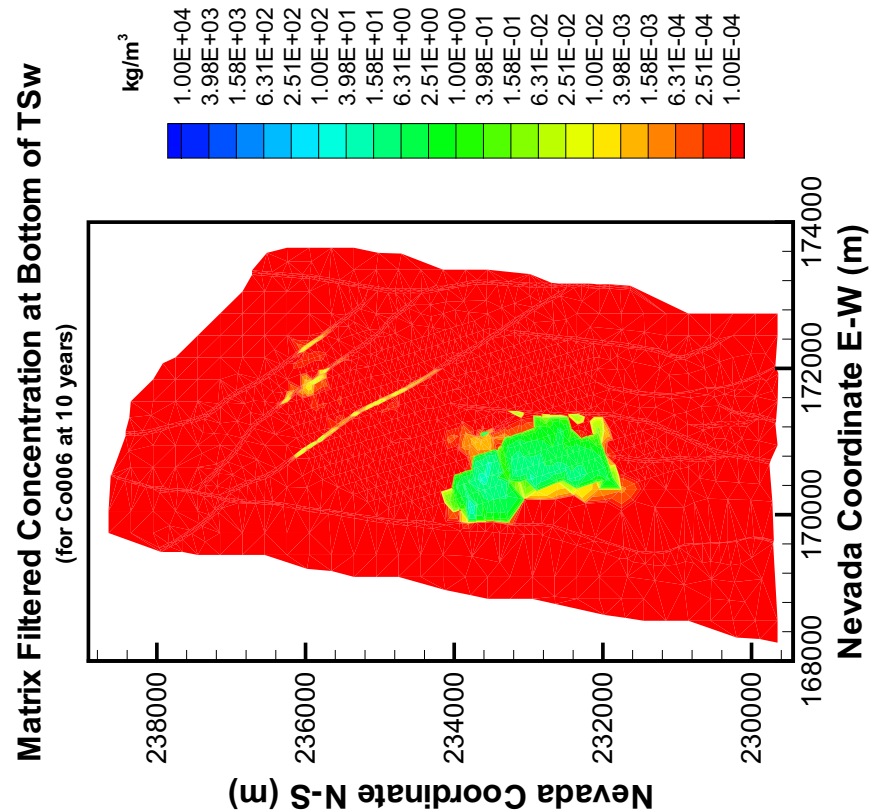 Matrix Filtered Concentration at Bottom of TSw
(for Co006 at 10 years)
kg/m³
1.00E+04
3.98E+03
1.58E+03
6.31E+02
2.51E+02
1.00E+02
3.98E+01
1.58E+01
6.31E+00
2.51E+00
1.00E+00
3.98E-01
1.58E-01
6.31E-02
2.51E-02
1.00E-02
3.98E-03
1.58E-03
6.31E-04
2.51E-04
1.00E-04
238000
236000
234000
232000
230000
Nevada Coordinate N-S (m)
168000
170000
172000
174000
Nevada Coordinate E-W (m)